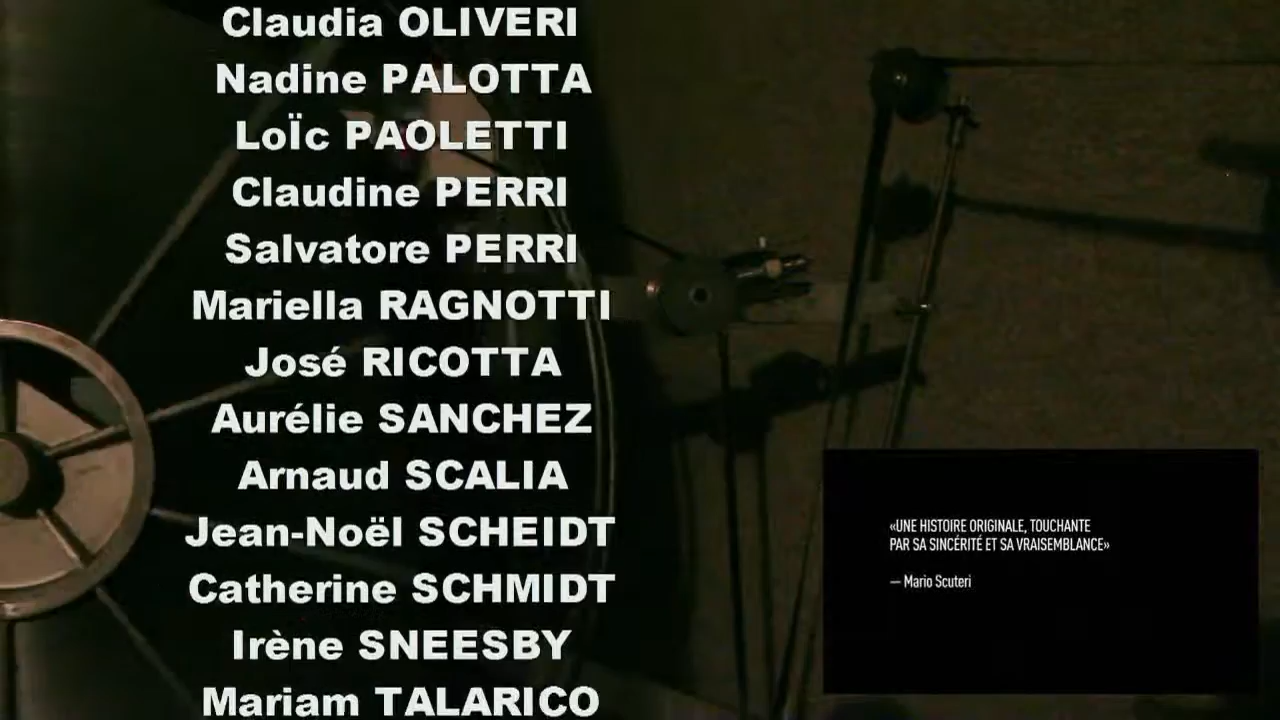 Claudia OLIVERI
Nadine PALOTTA
LoÏc PAOLETTI
Claudine PERRI
Salvatore PERRI
Mariella RAGNOTTI
José RICOTTA
Aurélie SANCHEZ
Arnaud SCALIA
Jean-Noël SCHEIDT
Catherine SCHMIDT
Irène SNEESBY
Mariam TALARICO
«UNE HISTOIRE ORIGINALE, TOUCHANTE
PAR SA SINCÉRITÉ ET SA VRAISEMBLANCE»
— Mario Scuteri